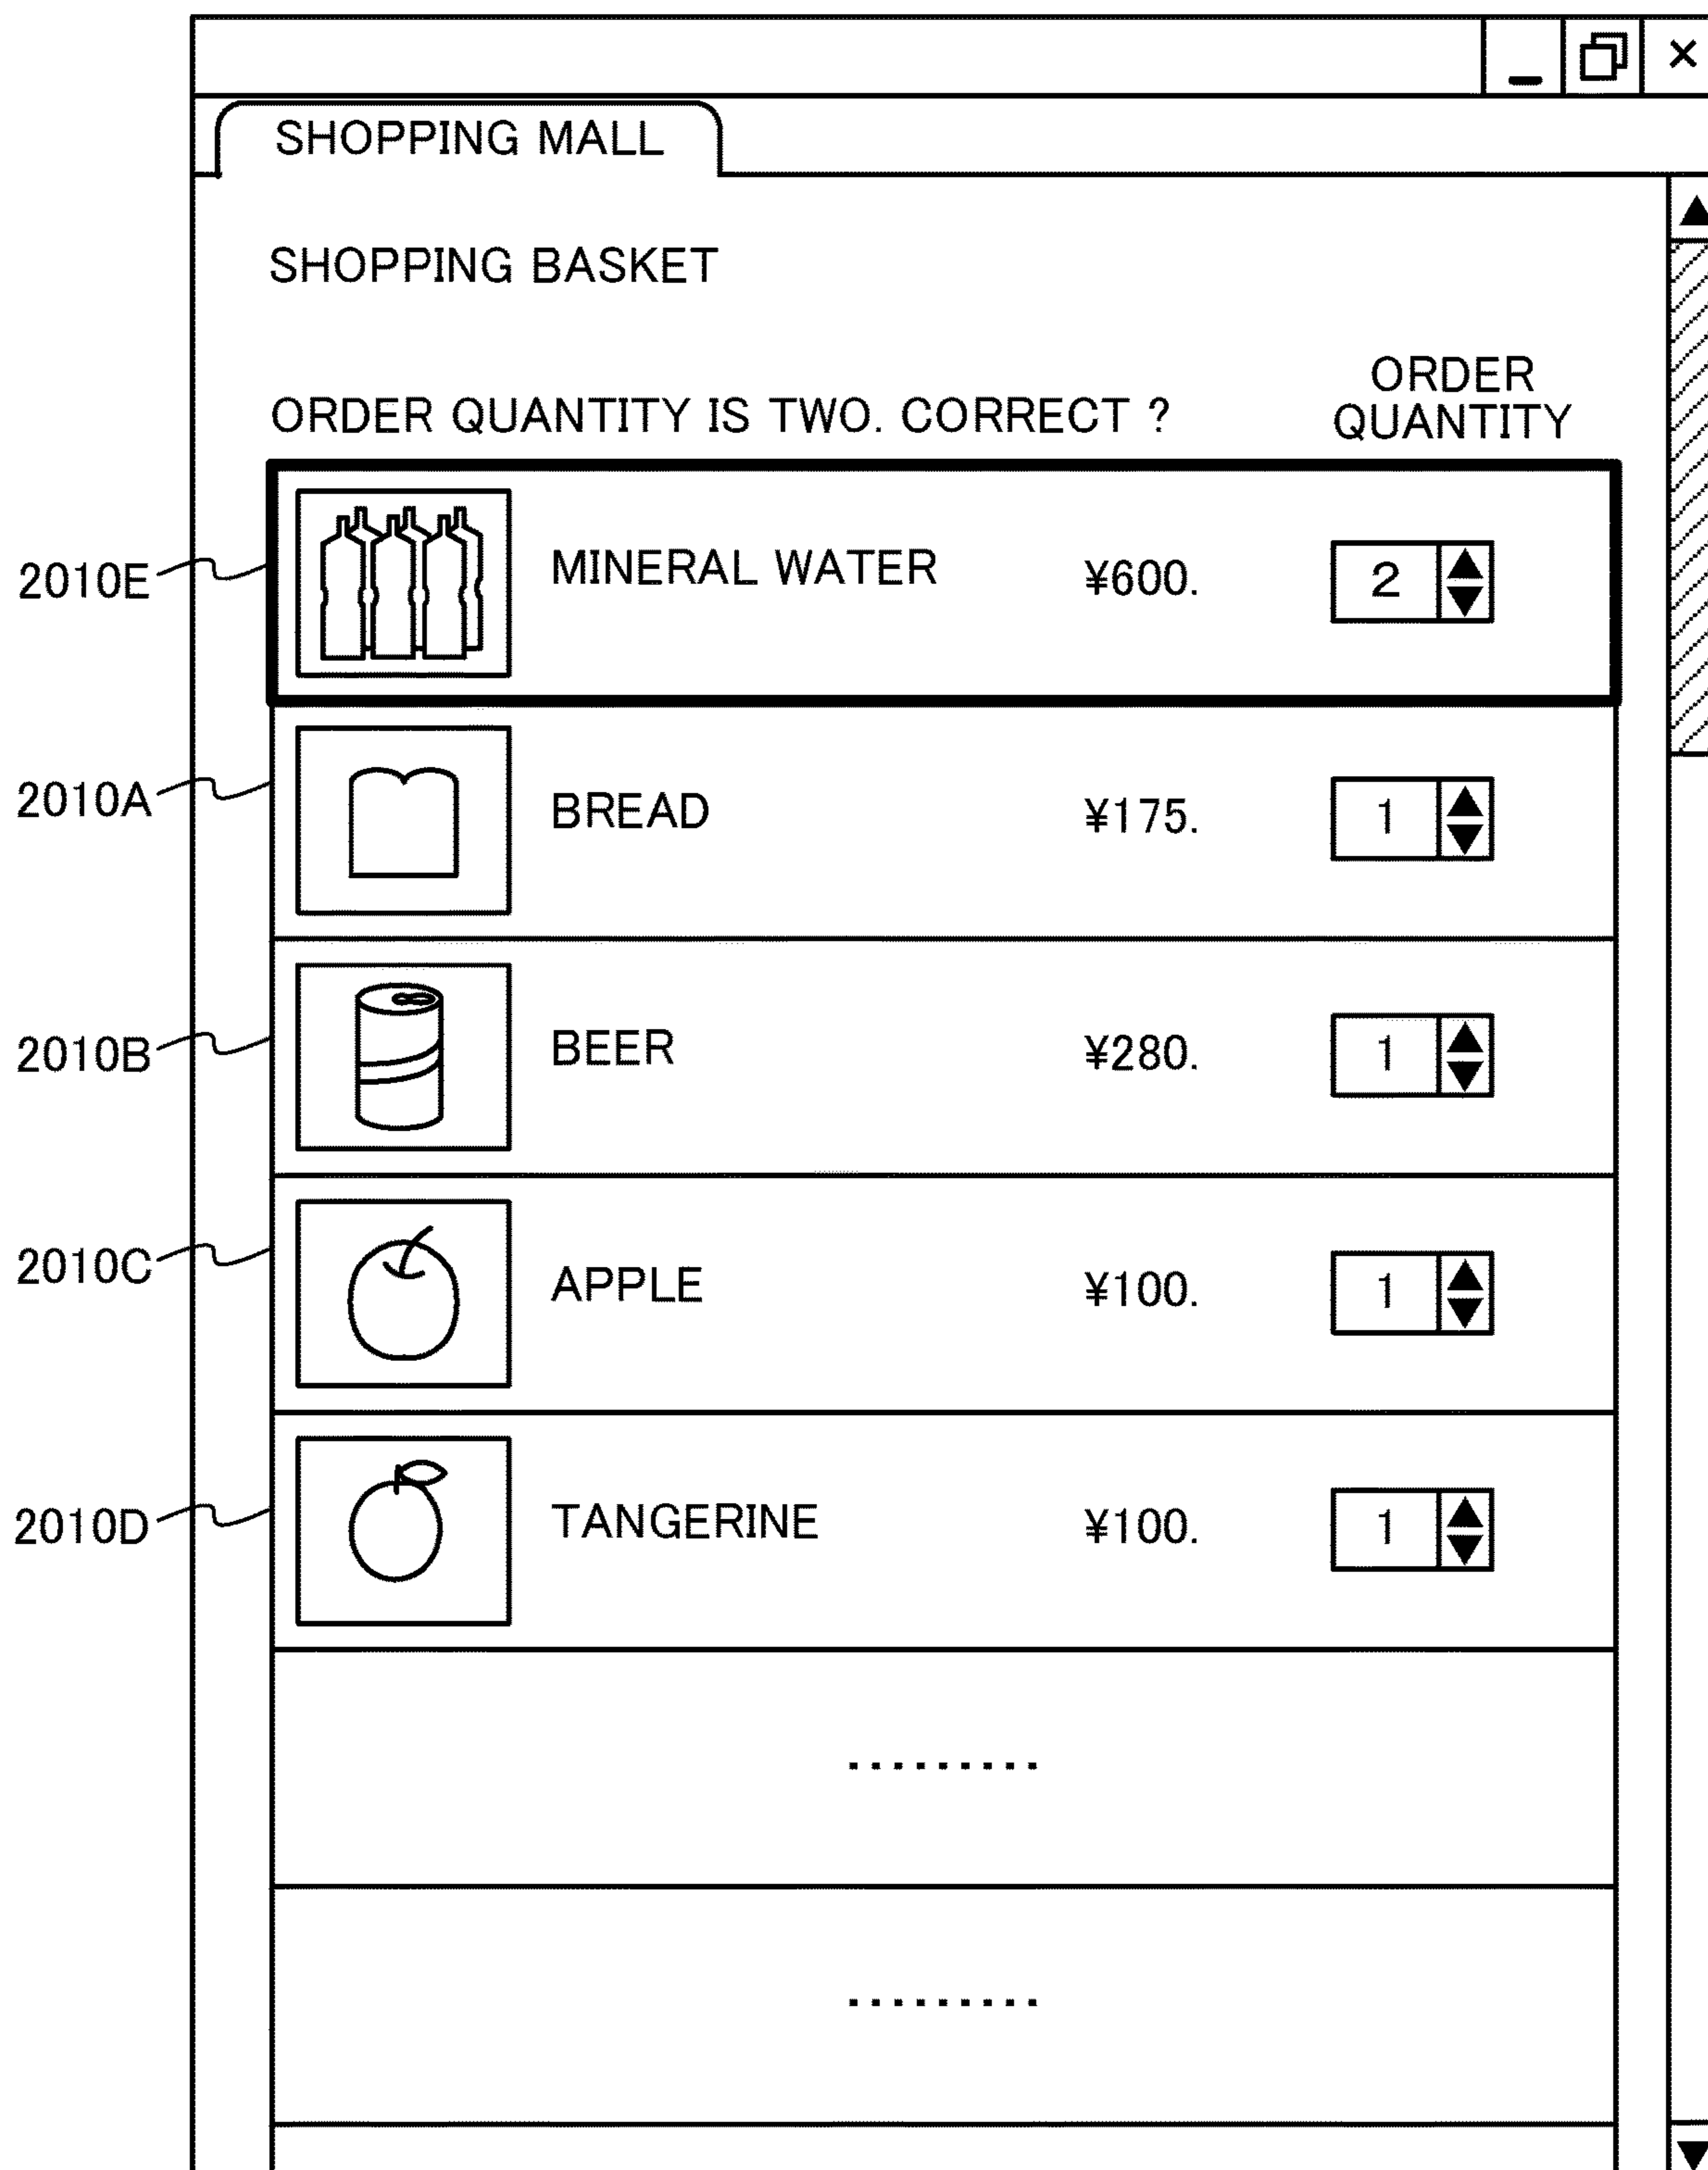 SHOPPING MALL
SHOPPING BASKET
ORDER QUANTITY IS TWO. CORRECT ?
ORDER
QUANTITY
2010E MINERAL WATER ¥600. 2
2010A BREAD ¥175. 1
2010B BEER ¥280. 1
2010C APPLE ¥100. 1
2010D TANGERINE ¥100. 1
.........
.........